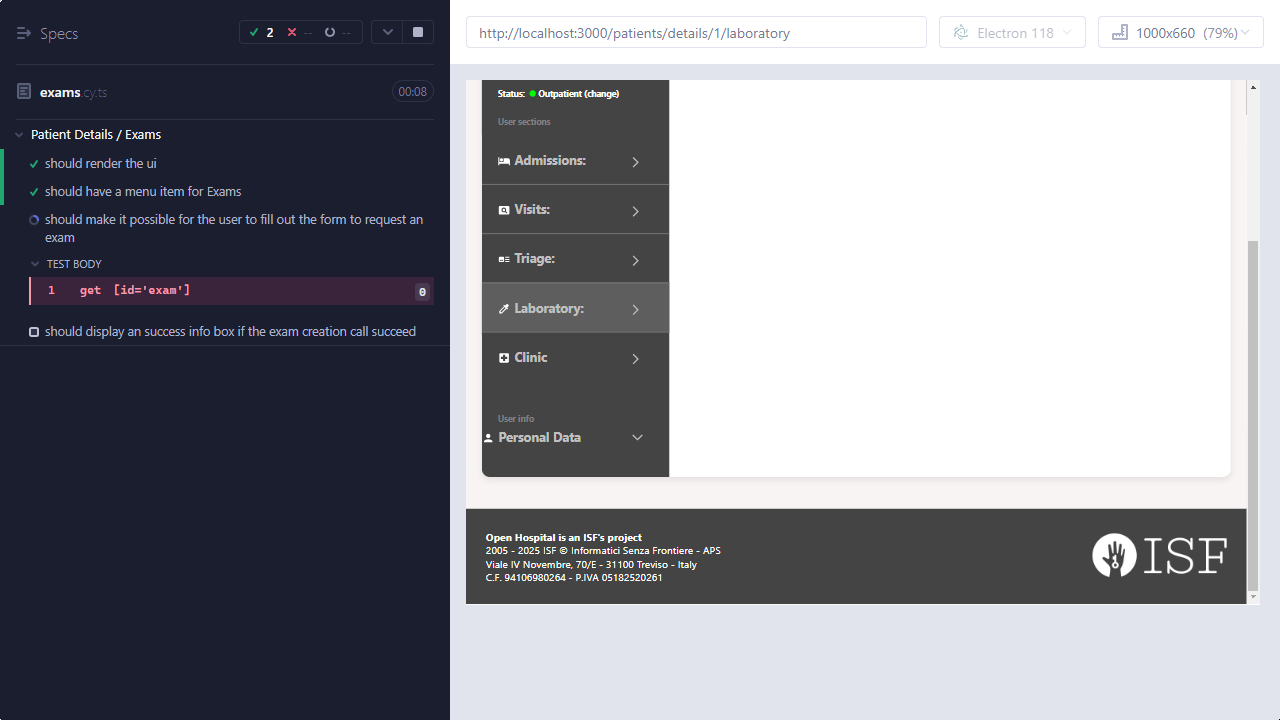 Specs
2
--
--
http://localhost:3000/patients/details/1/laboratory
Electron 118
1000x660 (79%)
exams.cy.ts
00:08
Patient Details / Exams
should render the ui
should have a menu item for Exams
should make it possible for the user to fill out the form to request an
exam
TEST BODY
1 get [id='exam'] 0
should display an success info box if the exam creation call succeed
Status: Outpatient (change)
User sections
Admissions:
Visits:
Triage:
Laboratory:
Clinic
User info
Personal Data
Open Hospital is an ISF's project
2005 - 2025 ISF © Informatici Senza Frontiere - APS
Viale IV Novembre, 70/E - 31100 Treviso - Italy
C.F. 94106980264 - P.IVA 05182520261
ISF